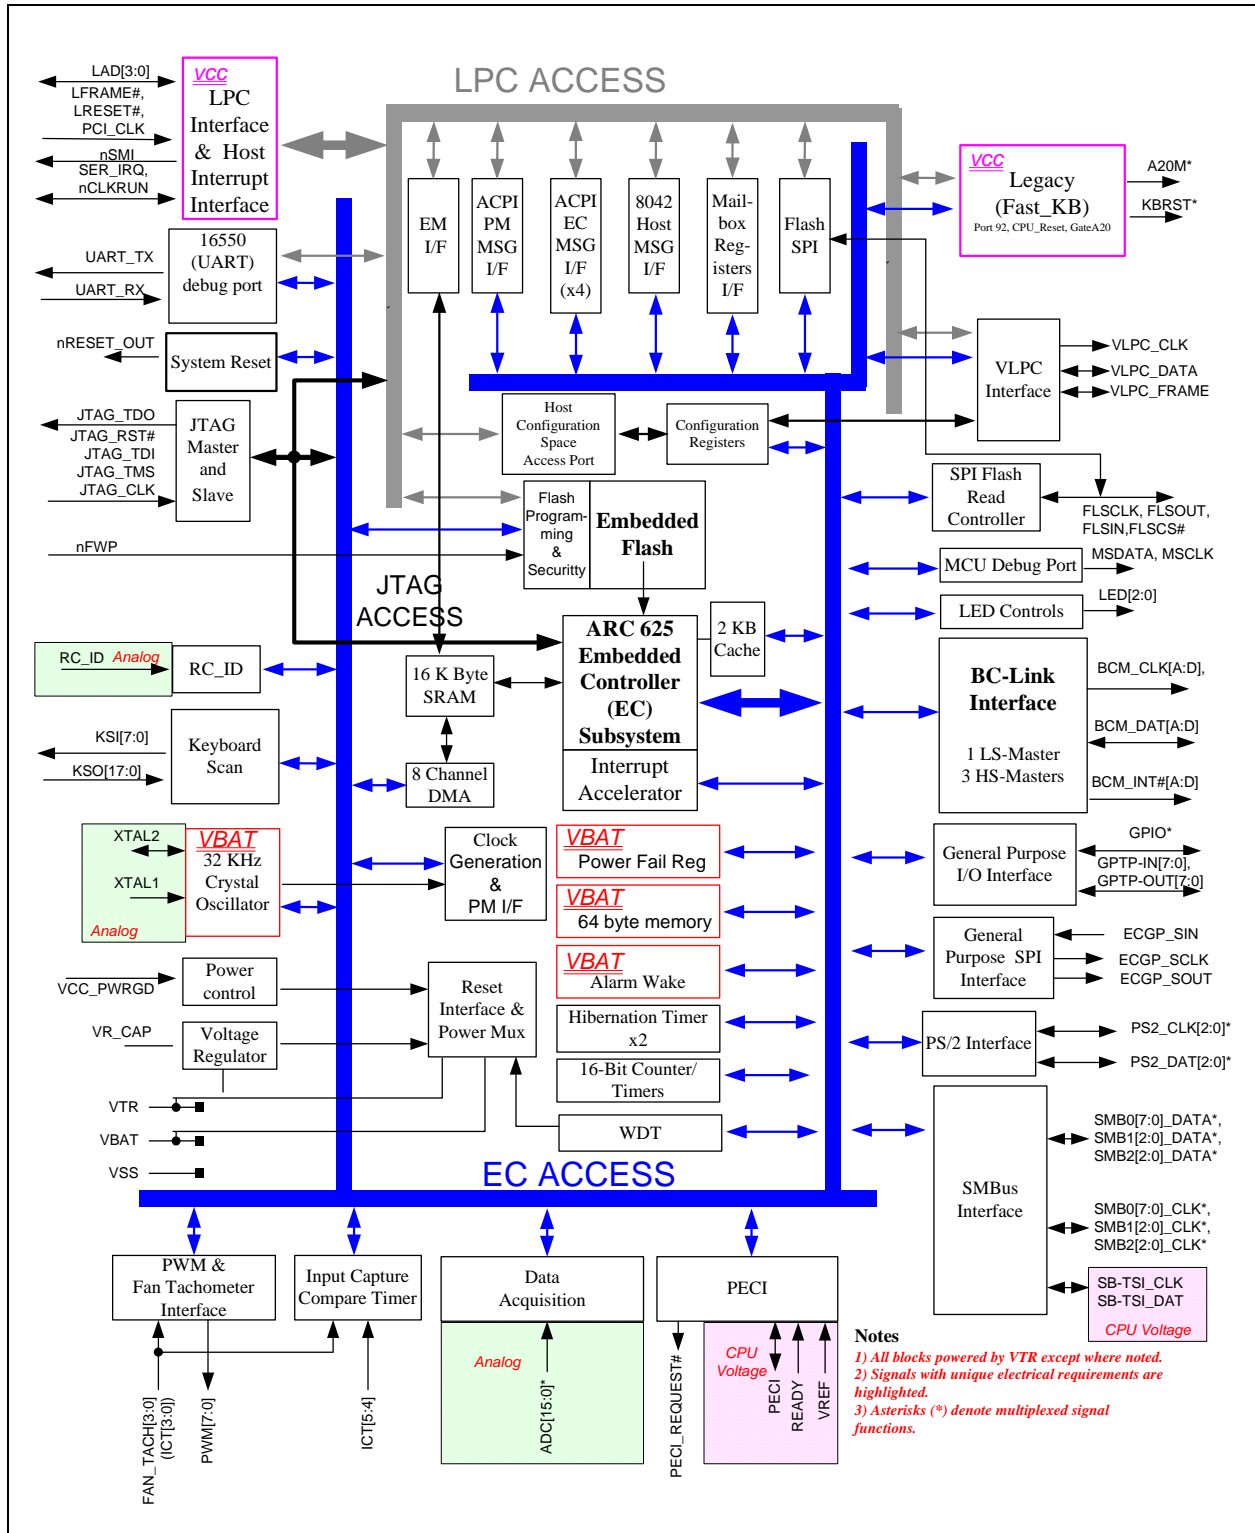 LPC ACCESS
LAD[3:0]
LFRAME#,
LRESET#,
PCI_CLK
nSMI
SER_IRQ,
nCLKRUN
VCC
LPC
Interface
& Host
Interrupt
Interface
EM
I/F
ACPI
PM
MSG
I/F
ACPI
EC
MSG
I/F
(x4)
8042
Host
MSG
I/F
Mail-
box
Reg-
isters
I/F
Flash
SPI
VCC
Legacy
(Fast_KB)
Port 92, CPU_Reset, GateA20
A20M*
KBRST*
UART_TX
UART_RX
16550
(UART)
debug port
nRESET_OUT
System Reset
VLPC
Interface
VLPC_CLK
VLPC_DATA
VLPC_FRAME
JTAG_TDO
JTAG_RST#
JTAG_TDI
JTAG_TMS
JTAG_CLK
JTAG
Master
and
Slave
Host
Configuration
Space
Access Port
Configuration
Registers
SPI Flash
Read
Controller
FLSCLK, FLSOUT,
FLSIN,FLSCS#
nFWP
Flash
Program-
ming
&
Securitty
Embedded
Flash
MCU Debug Port
MSDATA, MSCLK
JTAG
ACCESS
LED Controls
LED[2:0]
ARC 625
Embedded
Controller
(EC)
Subsystem
2 KB
Cache
RC_ID
Analog
RC_ID
16 K Byte
SRAM
BC-Link
Interface
1 LS-Master
3 HS-Masters
BCM_CLK[A:D],
BCM_DAT[A:D]
BCM_INT#[A:D]
KSI[7:0]
KSO[17:0]
Keyboard
Scan
8 Channel
DMA
Interrupt
Accelerator
XTAL2
XTAL1
Analog
VBAT
32 KHz
Crystal
Oscillator
Clock
Generation
&
PM I/F
VBAT
Power Fail Reg
General Purpose
I/O Interface
GPIO*
GPTP-IN[7:0],
GPTP-OUT[7:0]
VBAT
64 byte memory
General
Purpose SPI
Interface
ECGP_SIN
ECGP_SCLK
ECGP_SOUT
VBAT
Alarm Wake
VCC_PWRGD
Power
control
Reset
Interface &
Power Mux
Hibernation Timer
x2
PS/2 Interface
PS2_CLK[2:0]*
PS2_DAT[2:0]*
VR_CAP
Voltage
Regulator
16-Bit Counter/
Timers
VTR
VBAT
VSS
WDT
SMBus
Interface
SMB0[7:0]_DATA*,
SMB1[2:0]_DATA*,
SMB2[2:0]_DATA*
SMB0[7:0]_CLK*,
SMB1[2:0]_CLK*,
SMB2[2:0]_CLK*
SB-TSI_CLK
SB-TSI_DAT
CPU Voltage
EC ACCESS
PWM &
Fan Tachometer
Interface
Input Capture
Compare Timer
Data
Acquisition
PECI
FAN_TACH[3:0]
(ICT[3:0])
PWM[7:0]
ICT[5:4]
Analog
ADC[15:0]*
PECI_REQUEST#
CPU
Voltage
PECI
READY
VREF
Notes
1) All blocks powered by VTR except where noted.
2) Signals with unique electrical requirements are
highlighted.
3) Asterisks (*) denote multiplexed signal
functions.